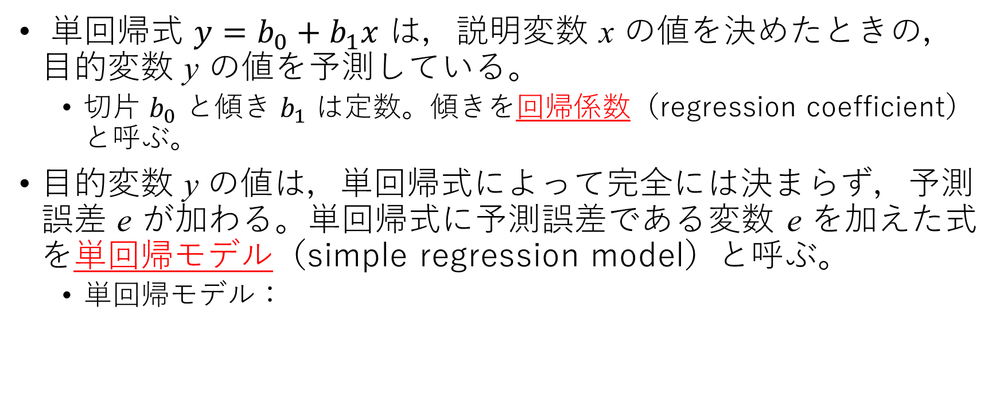 • 単回帰式 y = b₀ + b₁x は，説明変数 x の値を決めたときの，
目的変数 y の値を予測している。
• 切片 b₀ と傾き b₁ は定数。傾きを回帰係数（regression coefficient）
と呼ぶ。
• 目的変数 y の値は，単回帰式によって完全には決まらず，予測
誤差 e が加わる。単回帰式に予測誤差である変数 e を加えた式
を単回帰モデル（simple regression model）と呼ぶ。
• 単回帰モデル：